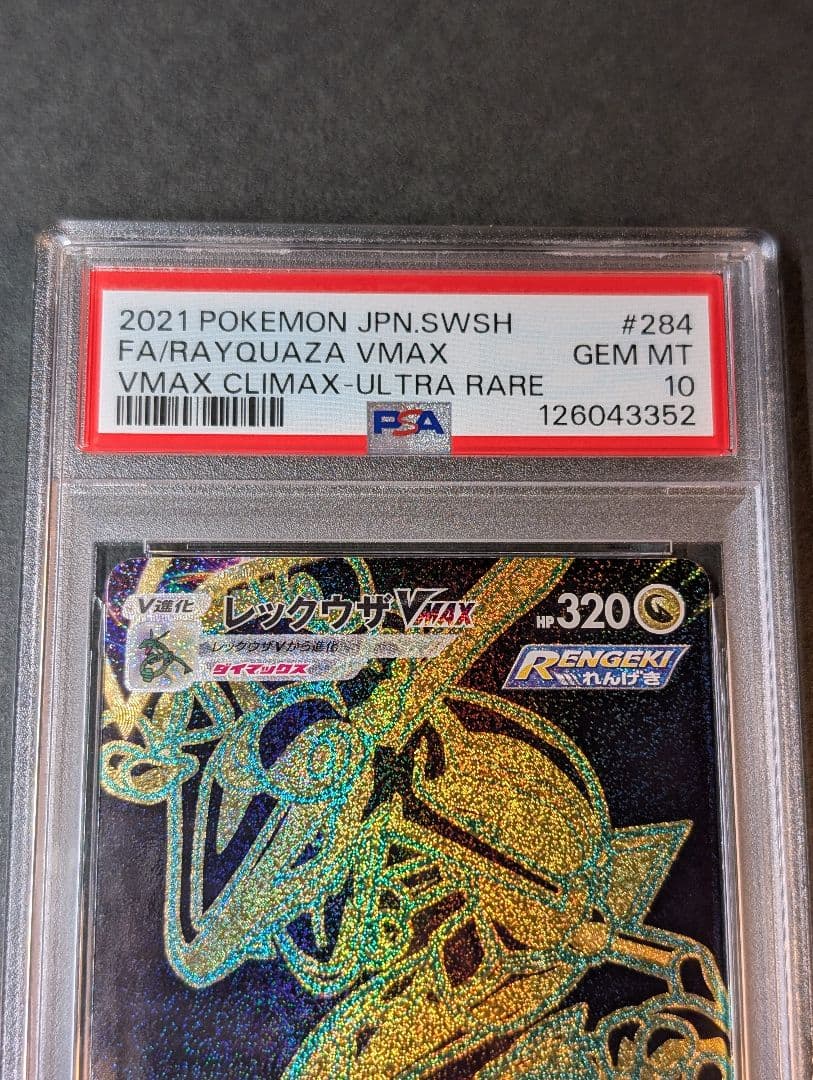 2021 POKEMON JPN.SWSH #284
FA/RAYQUAZA VMAX GEM MT
VMAX CLIMAX-ULTRA RARE 10
PSA 126043352
V進化 レックウザVMAX HP320
レックウザVから進化
ダイマックス
RENGEKI
れんげき